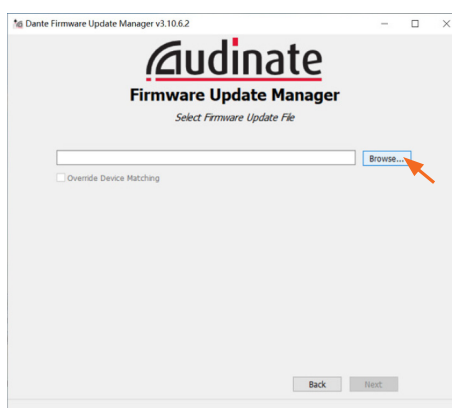 Dante Firmware Update Manager v3.10.6.2
Audinate
Firmware Update Manager
Select Firmware Update File
Browse...
Override Device Matching
Back Next